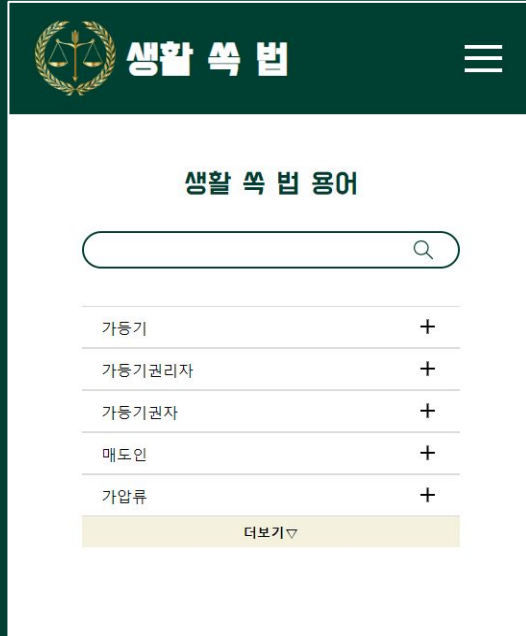 생활 쏙 법
생활 쏙 법 용어
가등기
가등기권리자
가등기권자
매도인
가압류
더보기▽